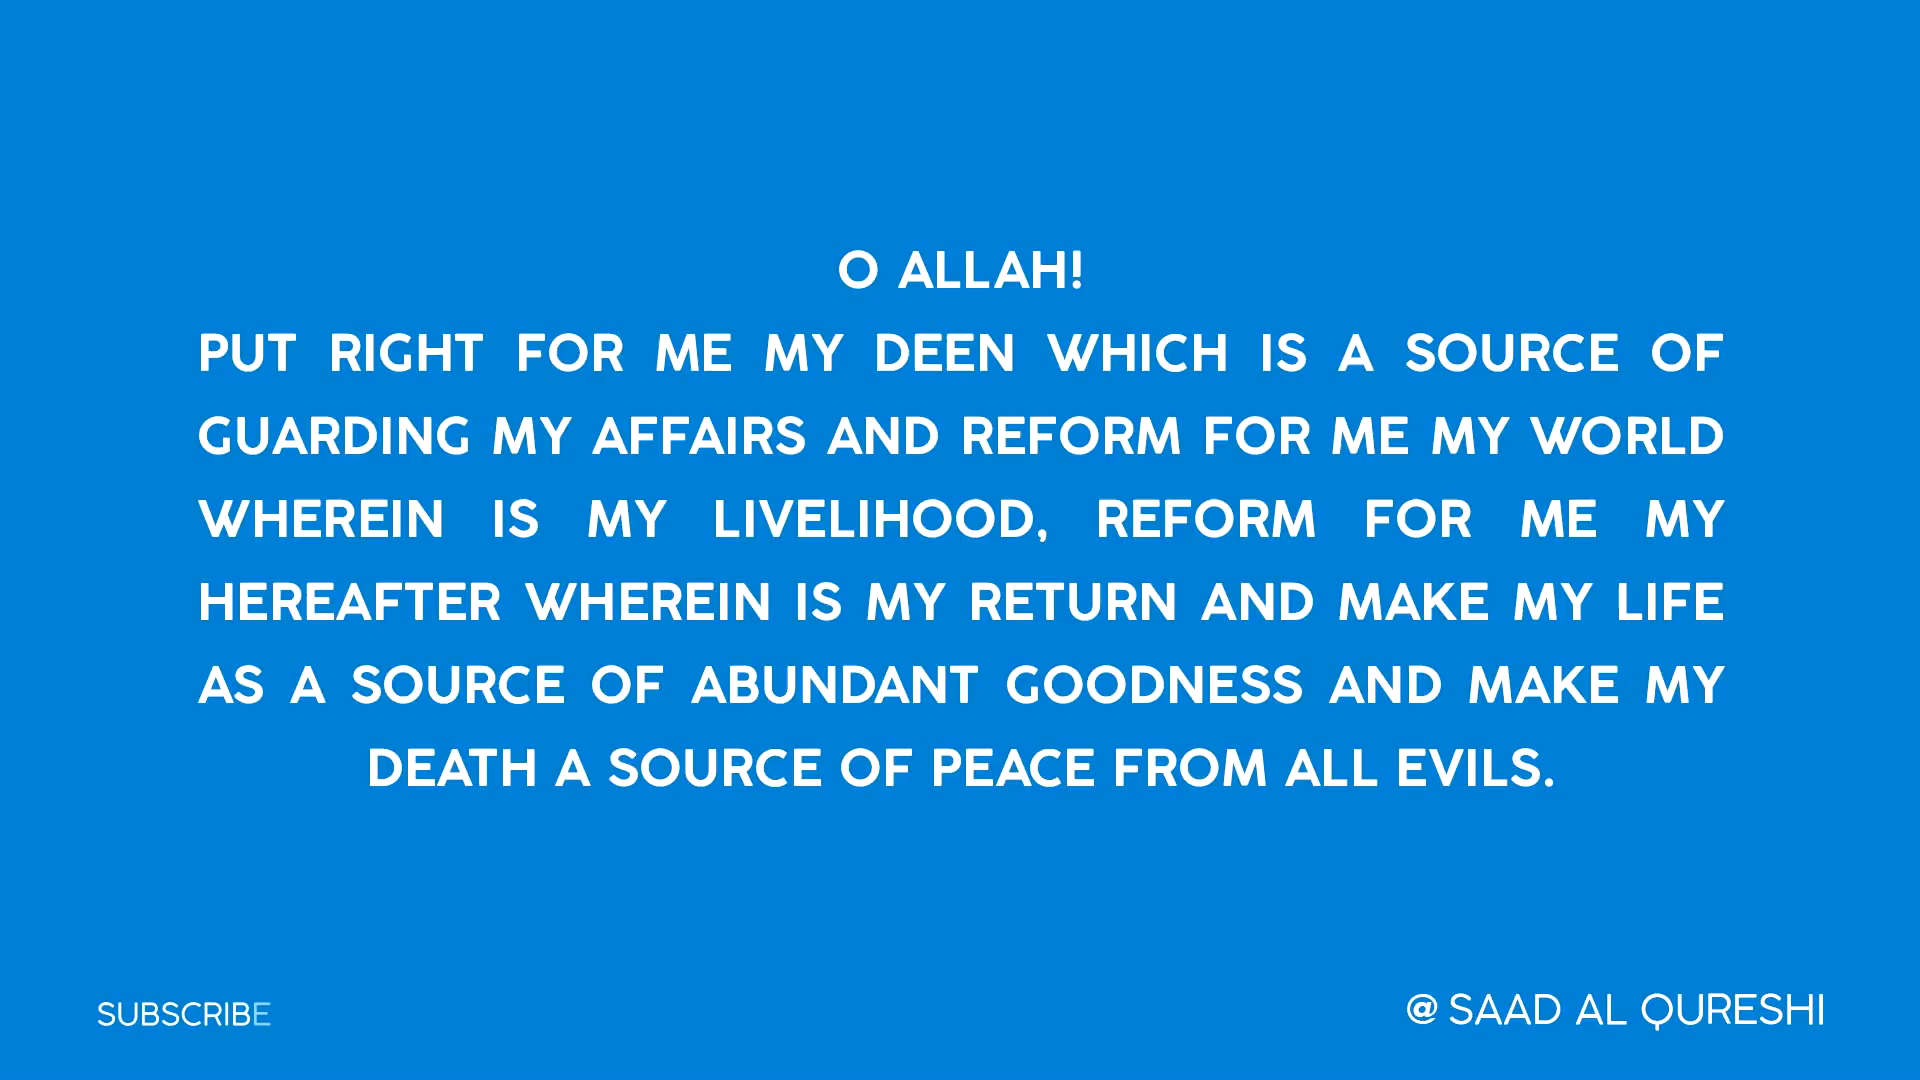 O ALLAH!
PUT RIGHT FOR ME MY DEEN WHICH IS A SOURCE OF
GUARDING MY AFFAIRS AND REFORM FOR ME MY WORLD
WHEREIN IS MY LIVELIHOOD, REFORM FOR ME MY
HEREAFTER WHEREIN IS MY RETURN AND MAKE MY LIFE
AS A SOURCE OF ABUNDANT GOODNESS AND MAKE MY
DEATH A SOURCE OF PEACE FROM ALL EVILS.
SUBSCRIBE
@ SAAD AL QURESHI